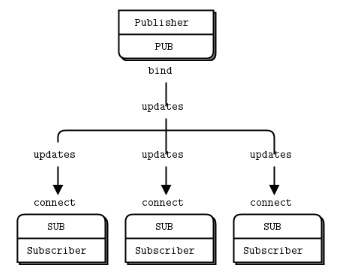 Publisher
PUB
bind
updates
updates updates updates
connect connect connect
SUB SUB SUB
Subscriber Subscriber Subscriber